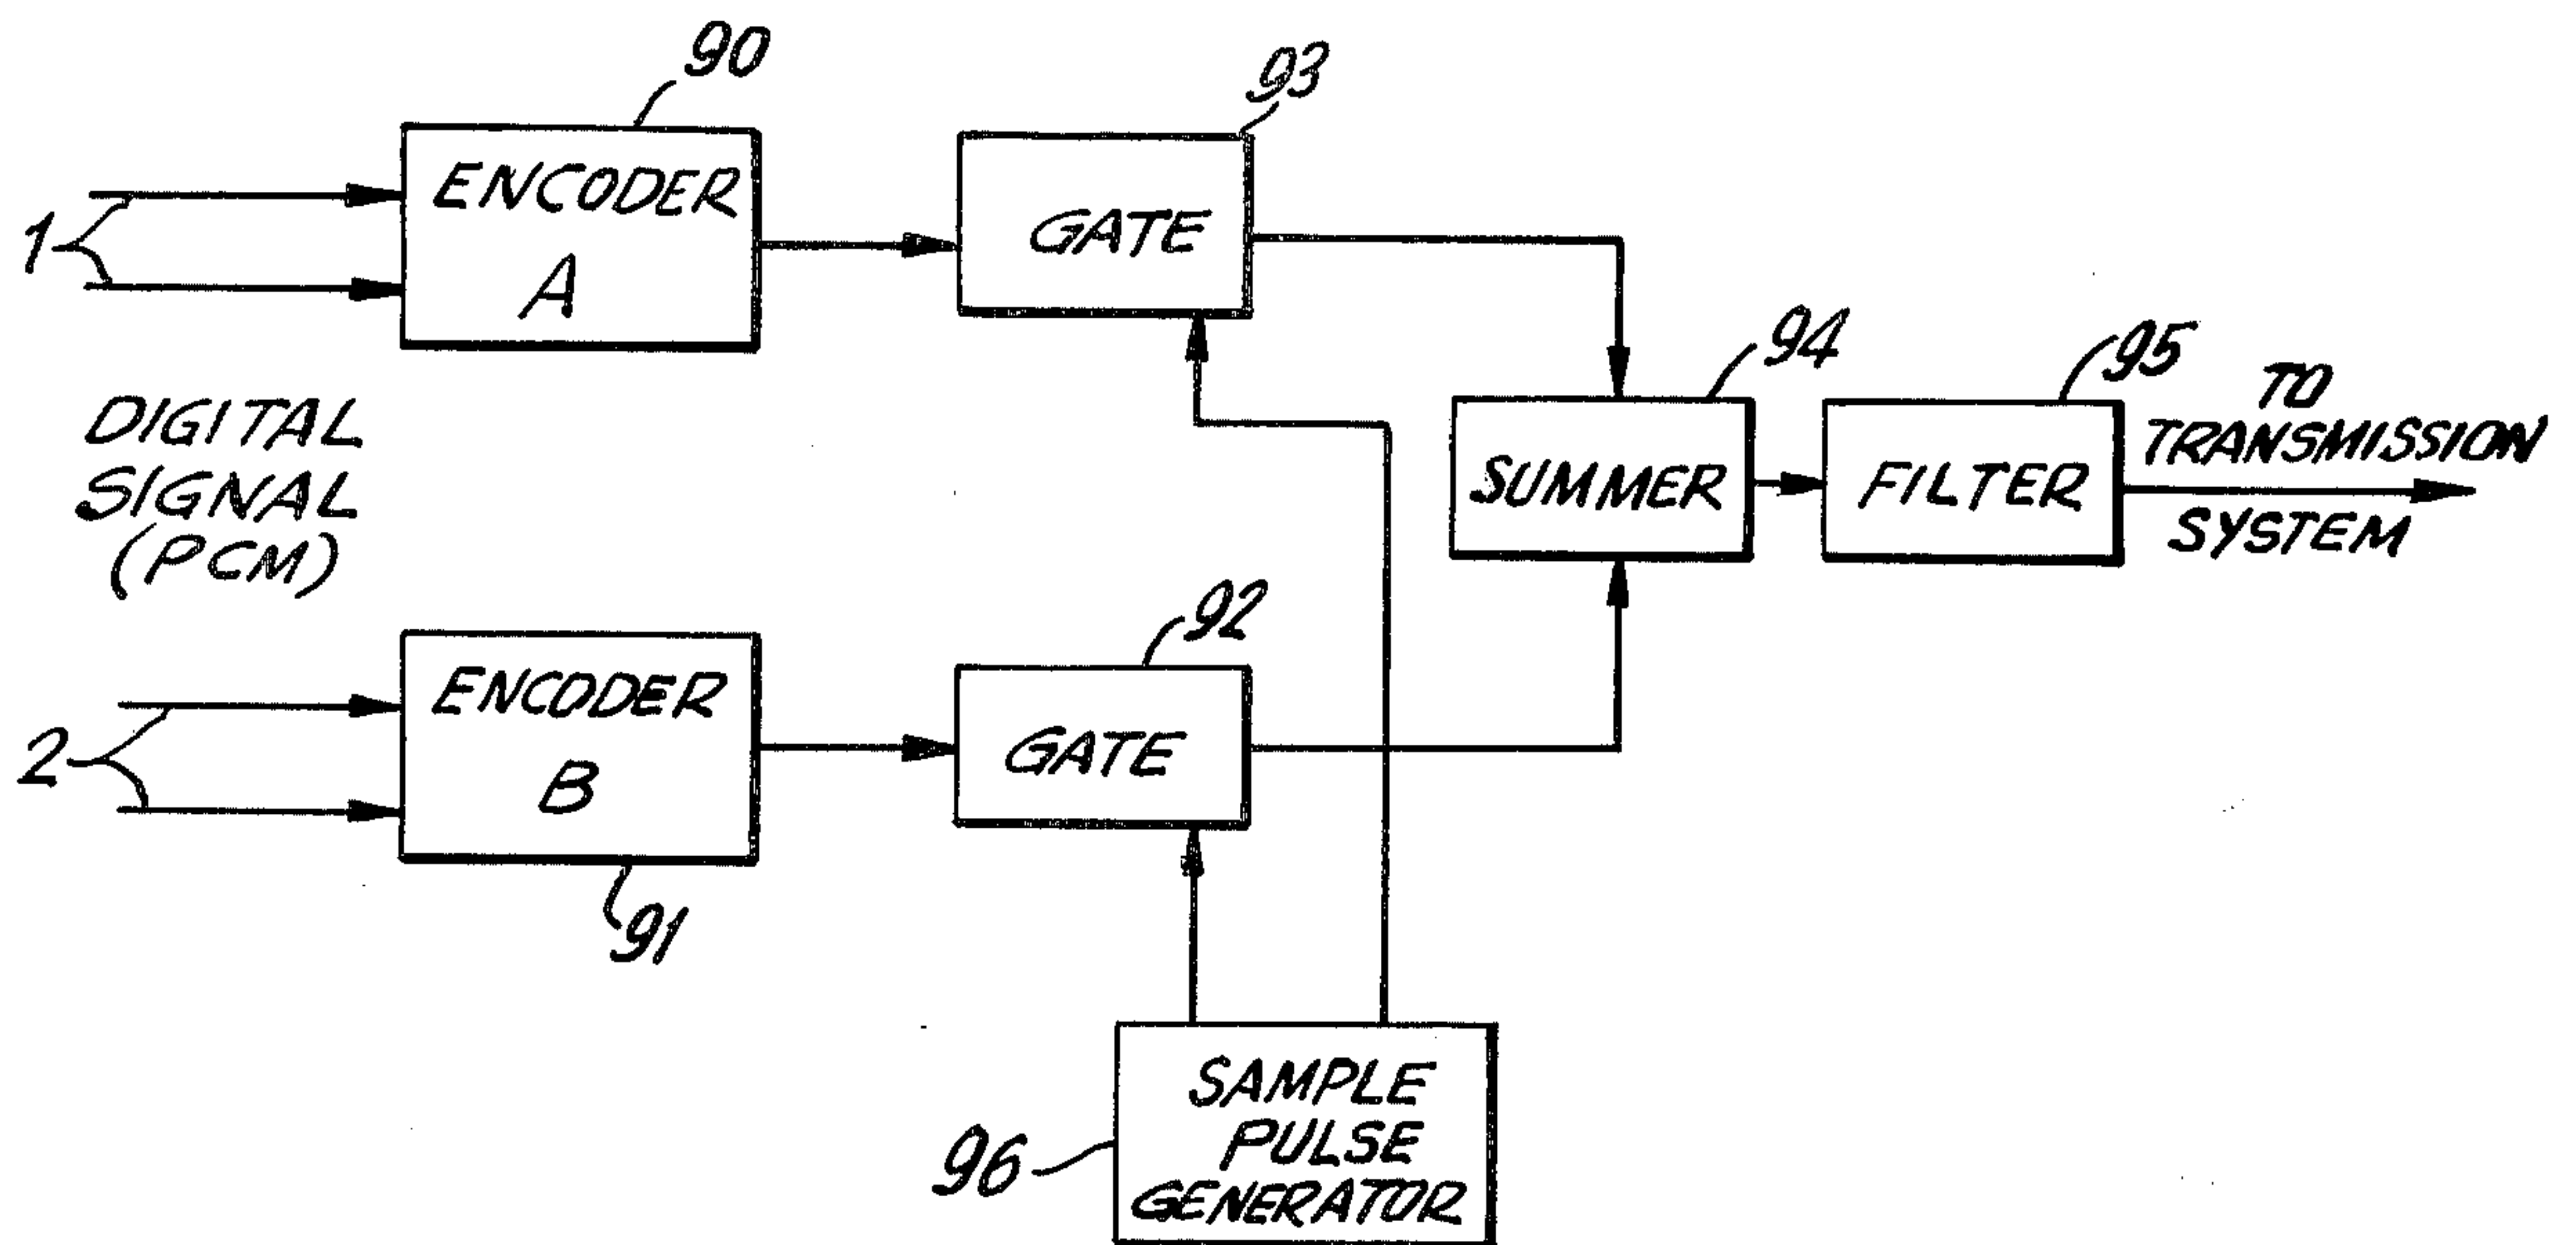 90
93
ENCODER
A
GATE
1
94
95
TO
TRANSMISSION
SYSTEM
SUMMER
FILTER
DIGITAL
SIGNAL
(PCM)
92
ENCODER
B
GATE
2
91
96
SAMPLE
PULSE
GENERATOR